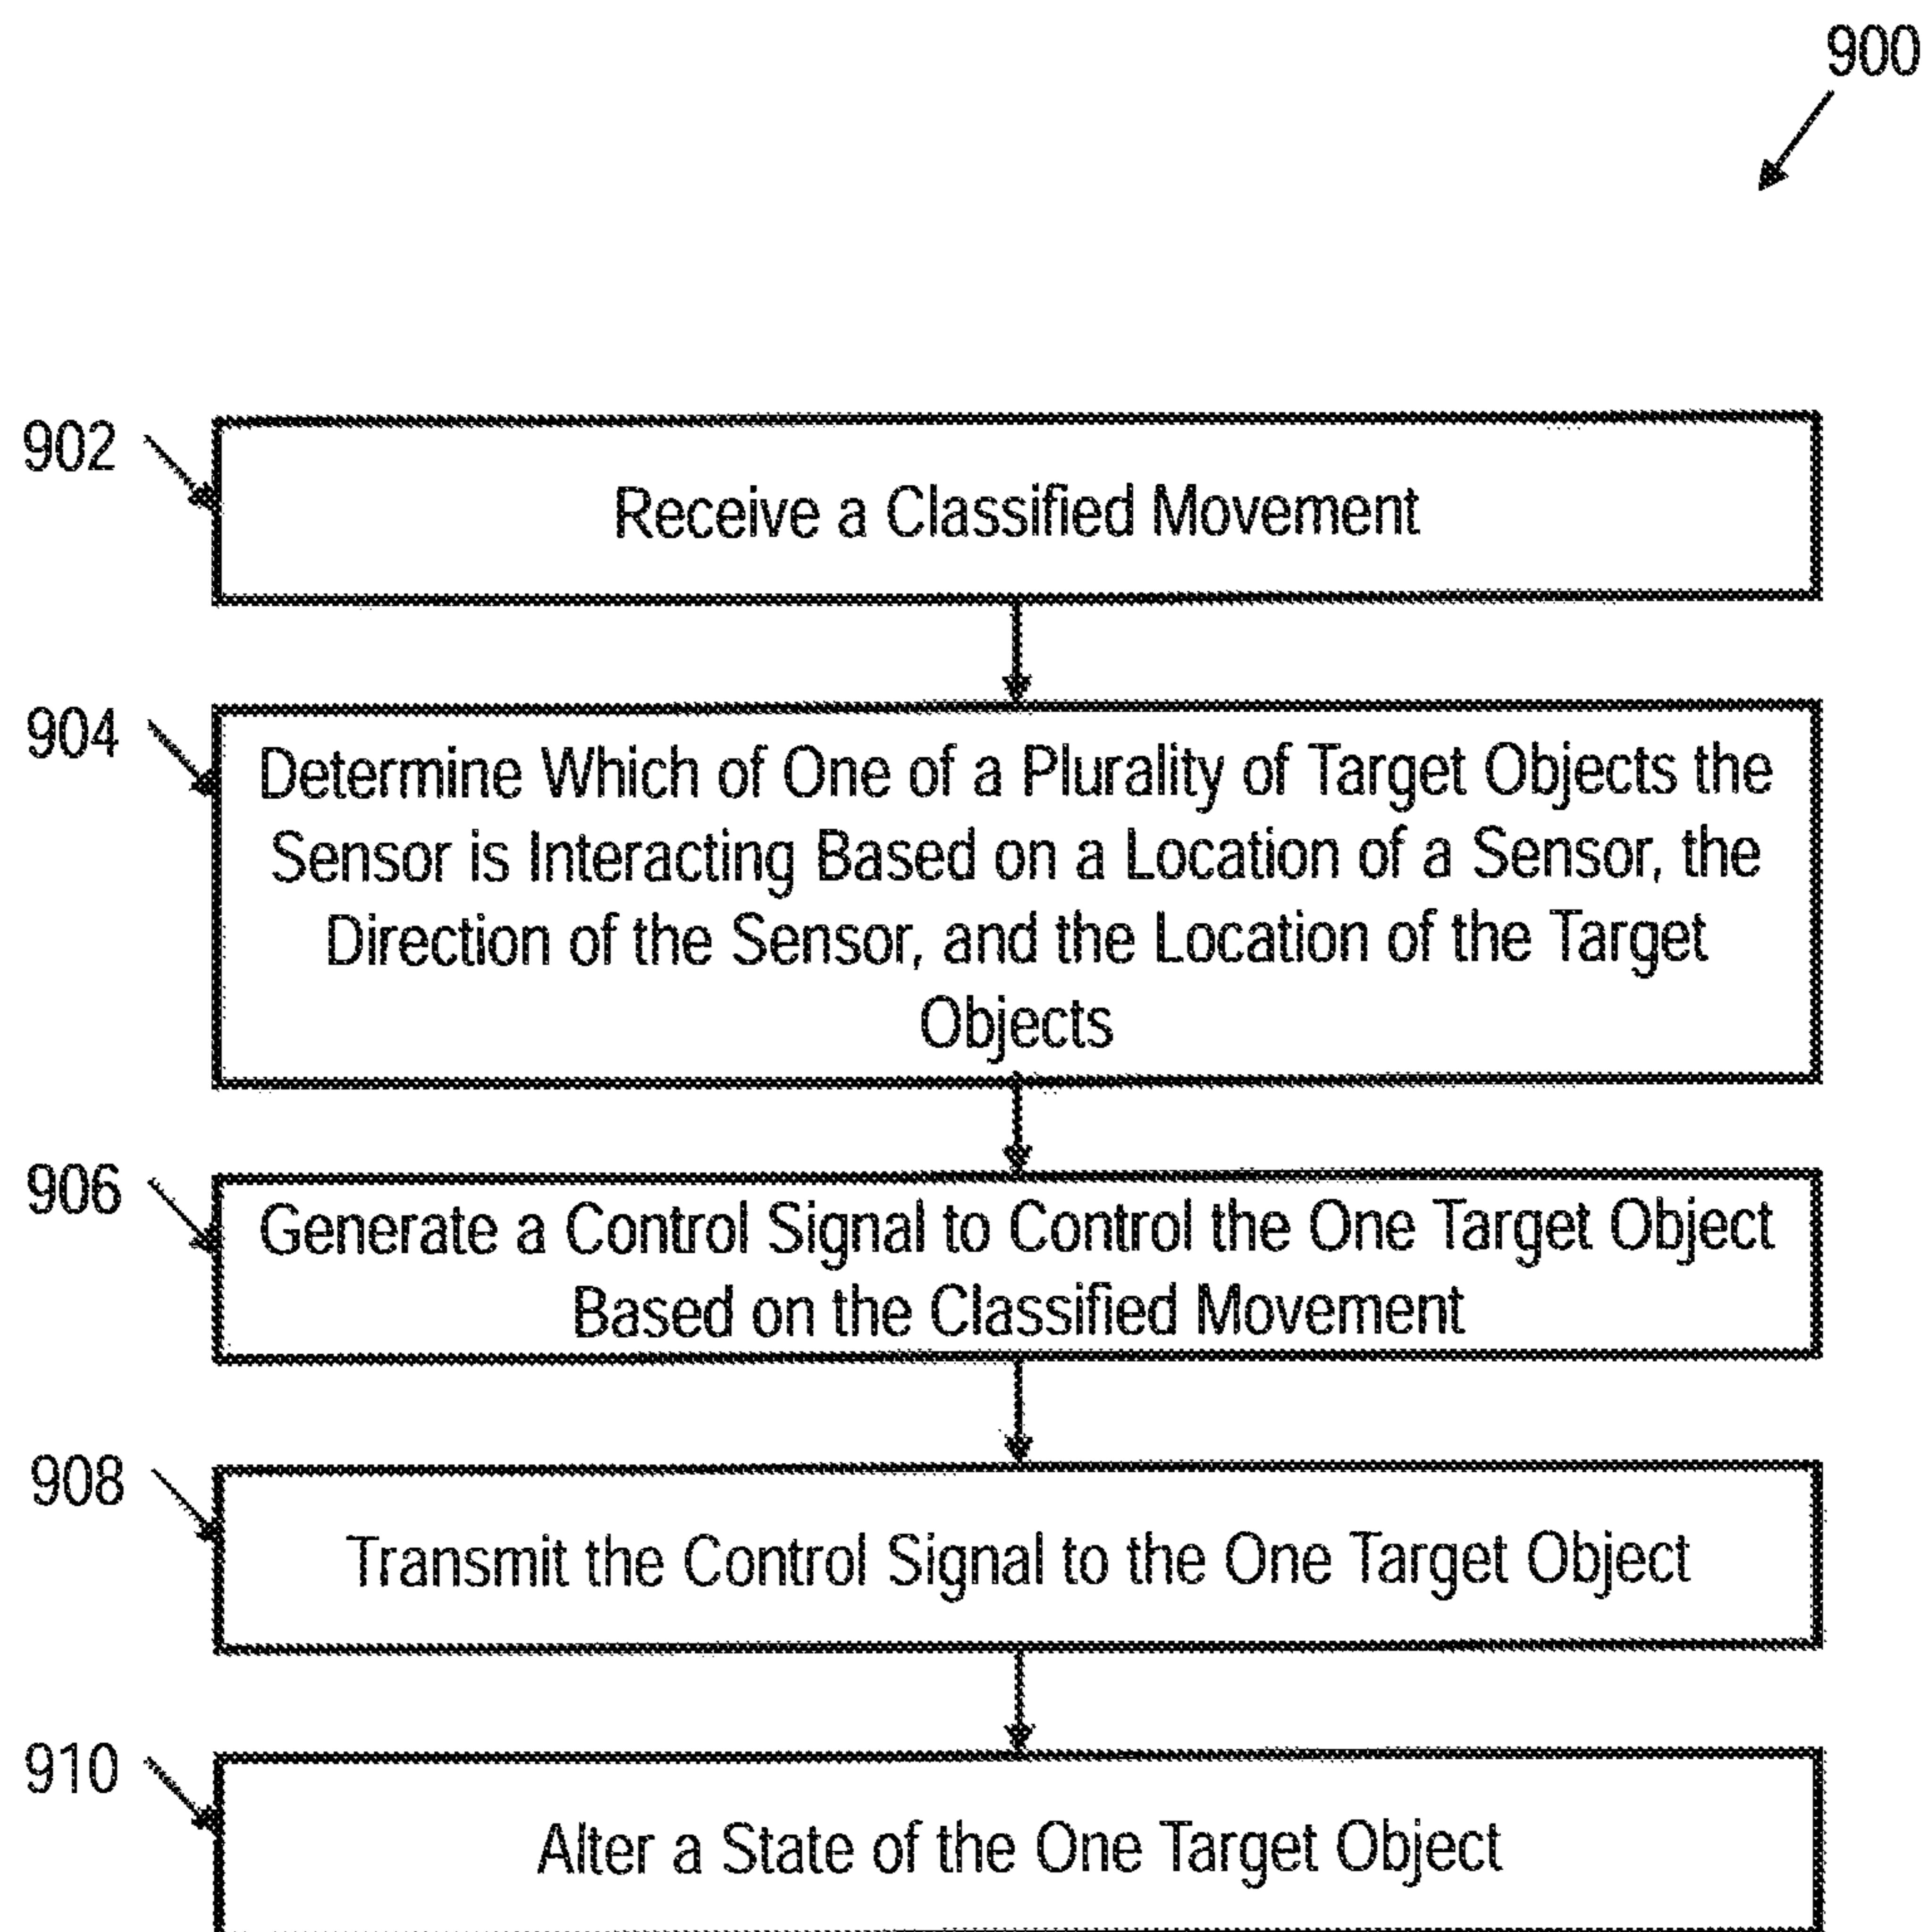 900
902
Receive a Classified Movement
904
Determine Which of One of a Plurality of Target Objects the
Sensor is Interacting Based on a Location of a Sensor, the
Direction of the Sensor, and the Location of the Target
Objects
906
Generate a Control Signal to Control the One Target Object
Based on the Classified Movement
908
Transmit the Control Signal to the One Target Object
910
Alter a State of the One Target Object